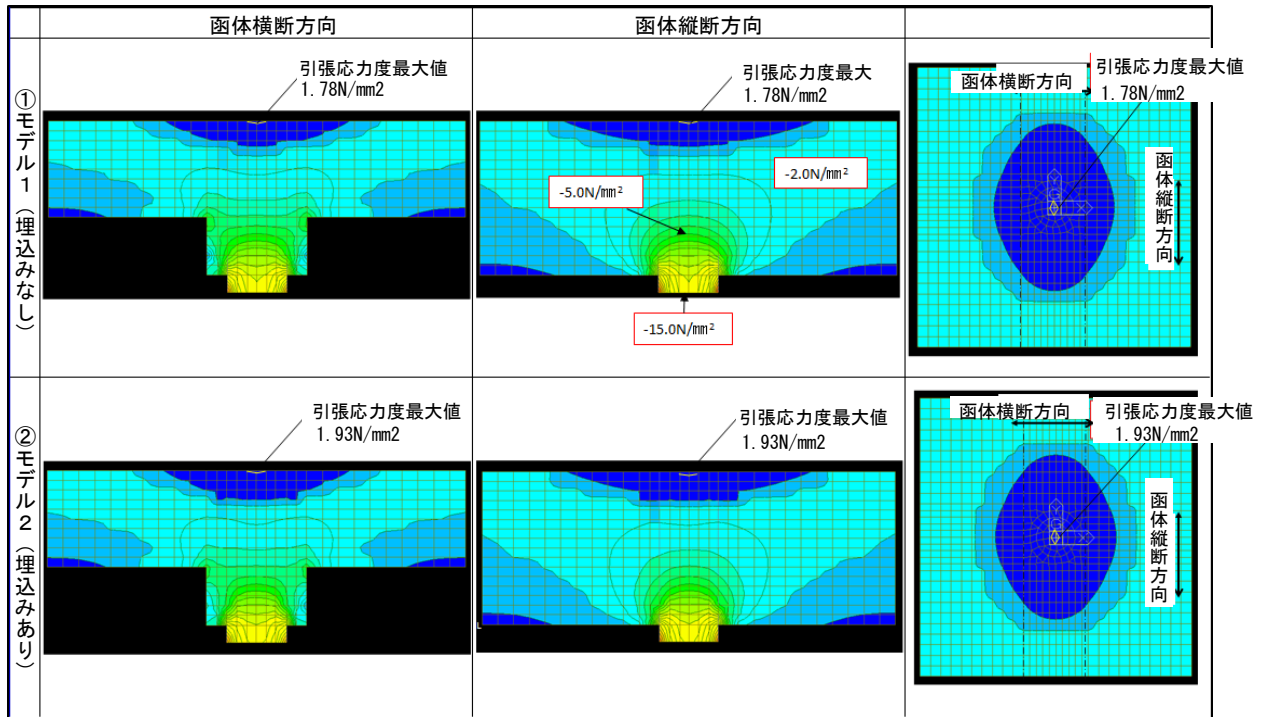 函体横断方向
函体縦断方向
①モデル1（埋込みなし）
引張応力度最大値
1.78N/mm2
引張応力度最大
1.78N/mm2
-5.0N/㎜²
-2.0N/㎜²
-15.0N/㎜²
函体横断方向
引張応力度最大値
1.78N/mm2
函体縦断方向
②モデル2（埋込みあり）
引張応力度最大値
1.93N/mm2
引張応力度最大値
1.93N/mm2
函体横断方向
引張応力度最大値
1.93N/mm2
函体縦断方向